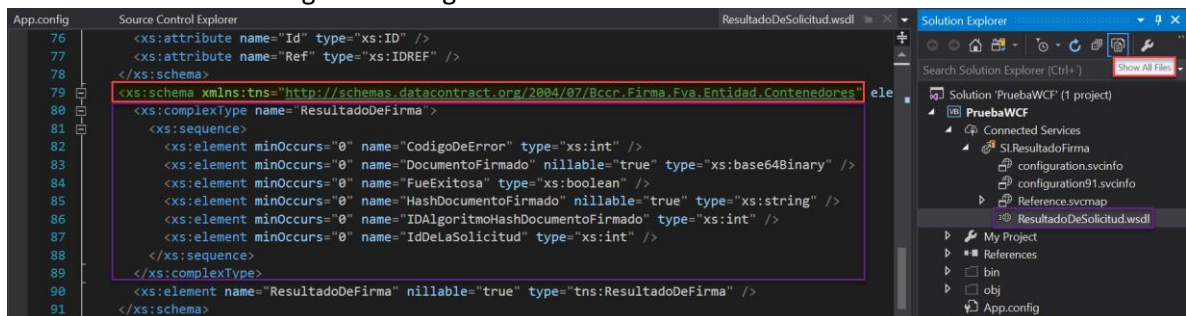 App.config
Source Control Explorer
ResultadoDeSolicitud.wsdl
76 <xs:attribute name="Id" type="xs:ID" />
77 <xs:attribute name="Ref" type="xs:IDREF" />
78 </xs:schema>
79 <xs:schema xmlns:tns="http://schemas.datacontract.org/2004/07/Bccr.Firma.Fva.Entidad.Contenedores" ele
80 <xs:complexType name="ResultadoDeFirma">
81 <xs:sequence>
82 <xs:element minOccurs="0" name="CodigoDeError" type="xs:int" />
83 <xs:element minOccurs="0" name="DocumentoFirmado" nillable="true" type="xs:base64Binary" />
84 <xs:element minOccurs="0" name="FueExitosa" type="xs:boolean" />
85 <xs:element minOccurs="0" name="HashDocumentoFirmado" nillable="true" type="xs:string" />
86 <xs:element minOccurs="0" name="IDAlgoritmoHashDocumentoFirmado" type="xs:int" />
87 <xs:element minOccurs="0" name="IdDeLaSolicitud" type="xs:int" />
88 </xs:sequence>
89 </xs:complexType>
90 <xs:element name="ResultadoDeFirma" nillable="true" type="tns:ResultadoDeFirma" />
91 </xs:schema>
Solution Explorer
Search Solution Explorer (Ctrl+')
Show All Files
Solution 'PruebaWCF' (1 project)
VB PruebaWCF
Connected Services
SI.ResultadoFirma
configuration.svcinfo
configuration91.svcinfo
Reference.svcmap
ResultadoDeSolicitud.wsdl
My Project
References
bin
obj
App.config